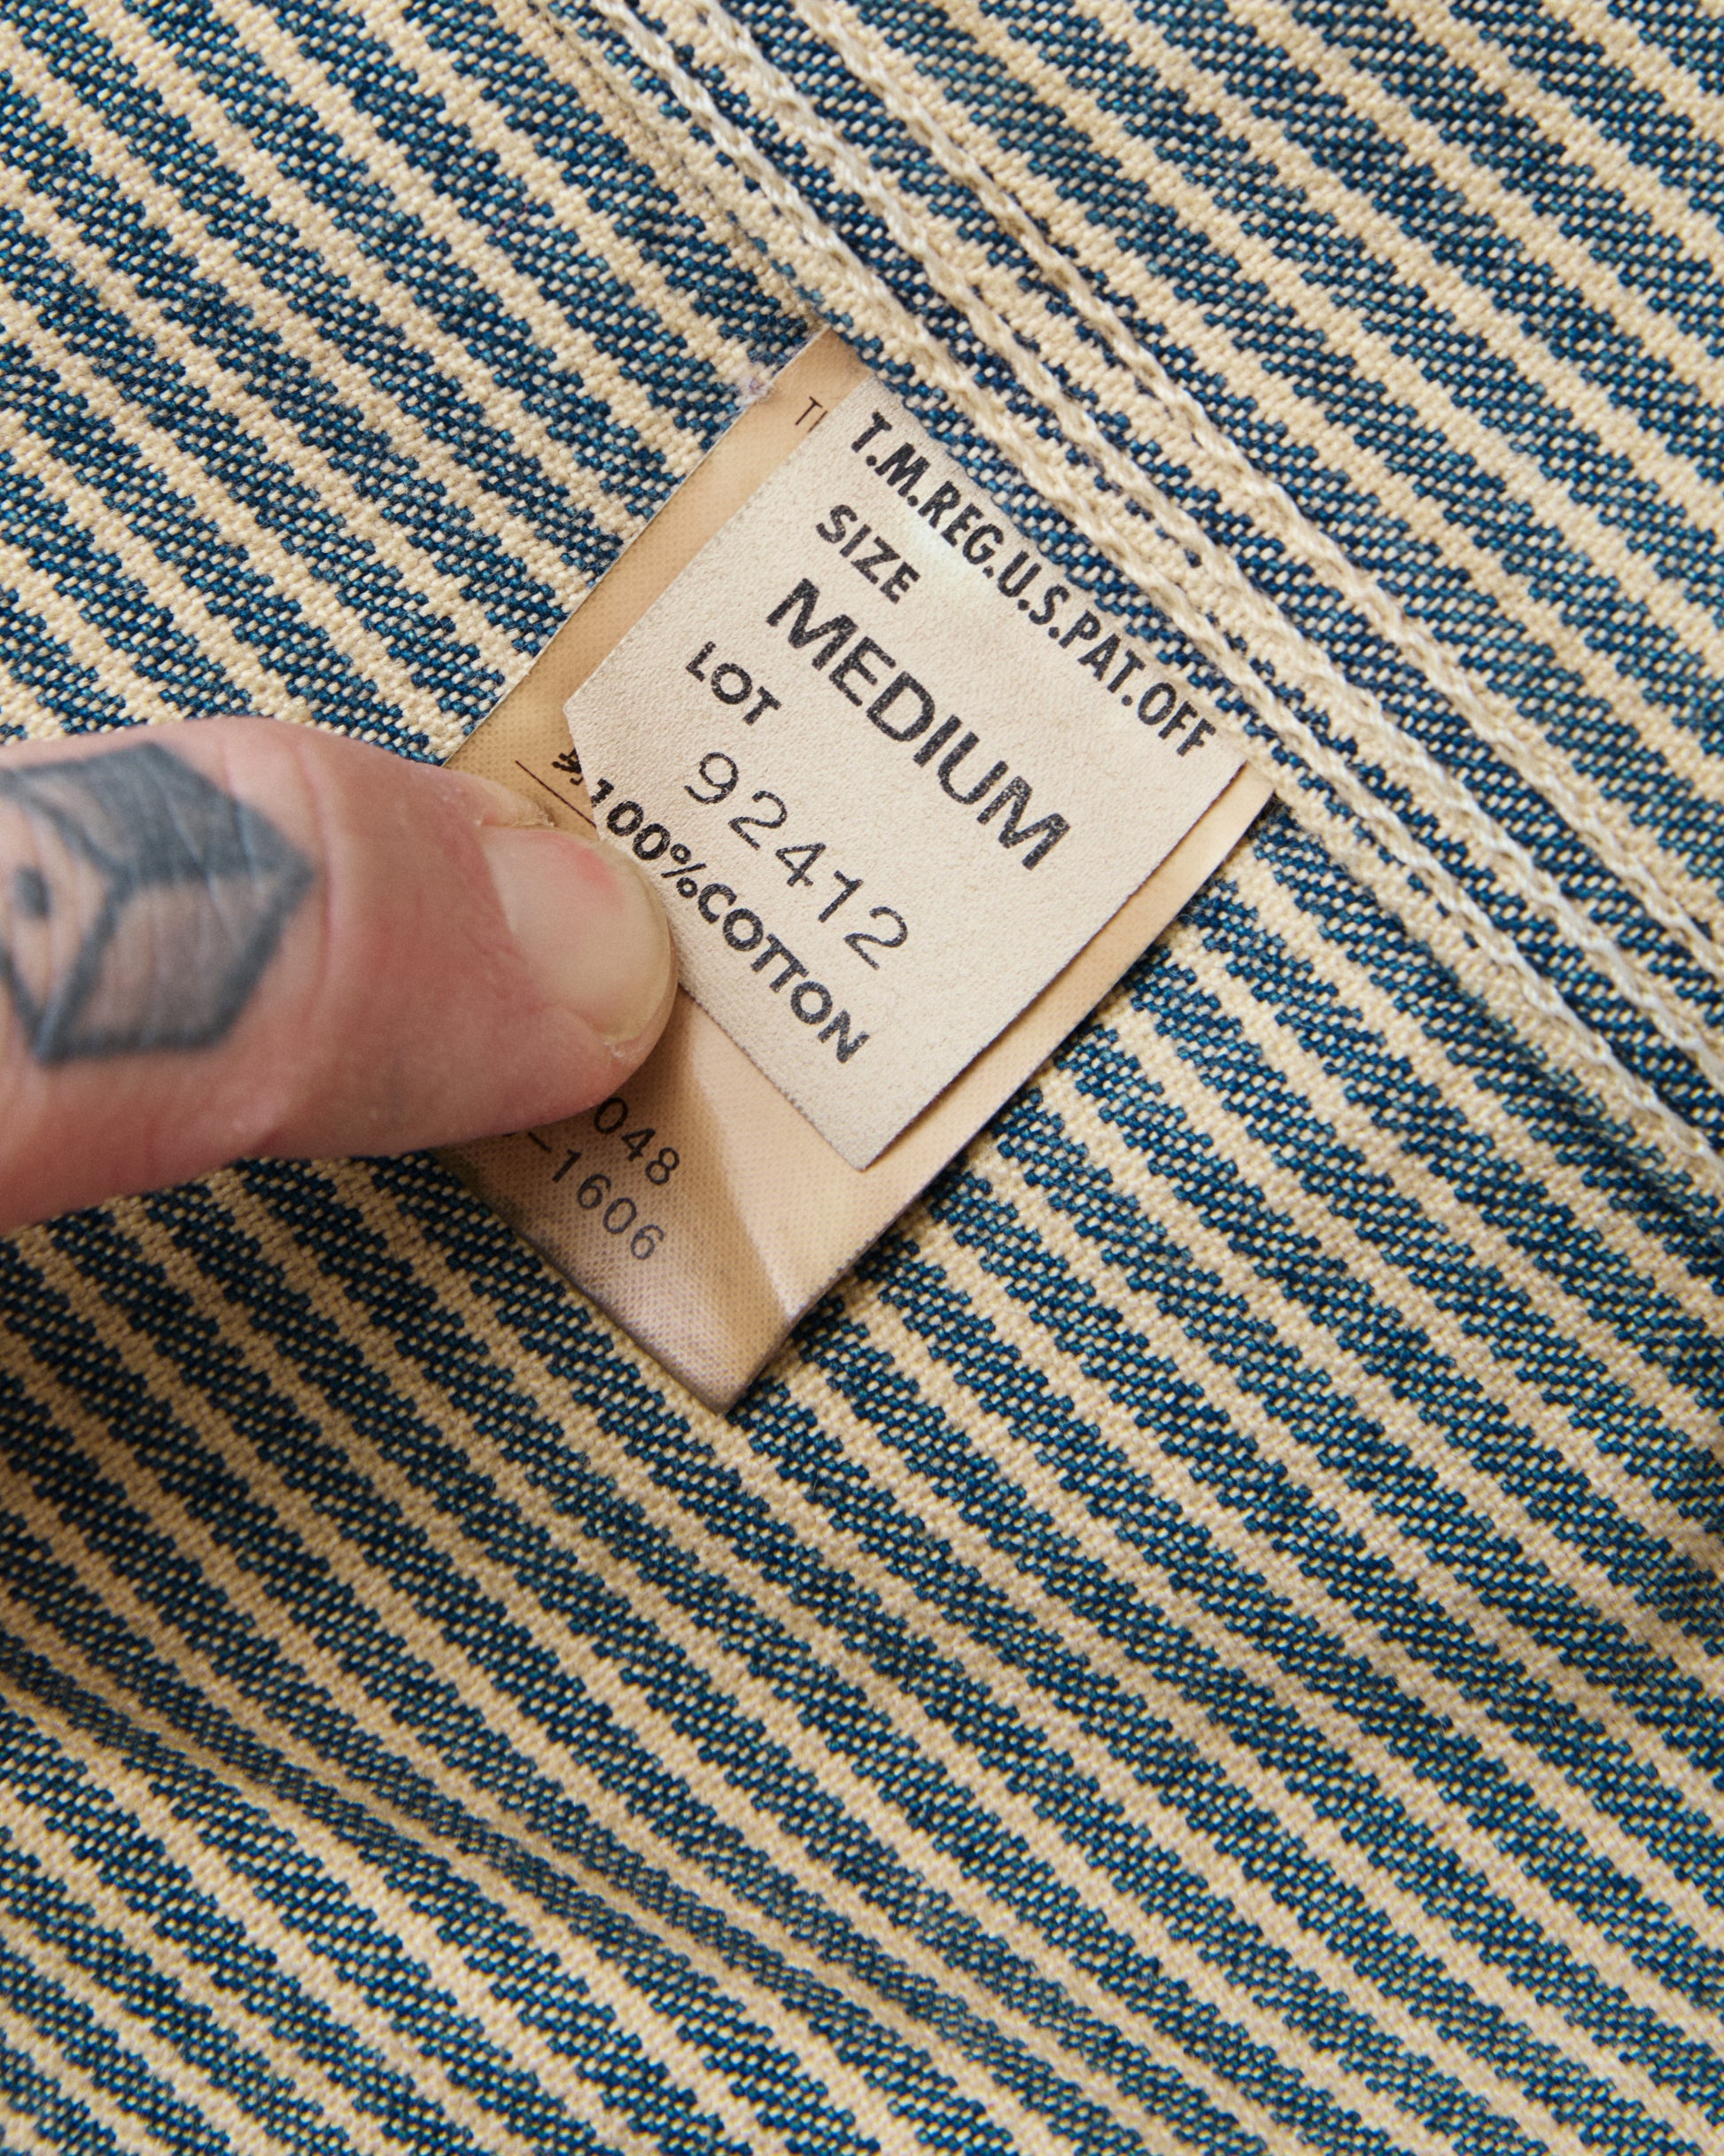 T.M.REG.U.S.PAT.OFF
SIZE
MEDIUM
LOT
92412
100%COTTON
048
-1606